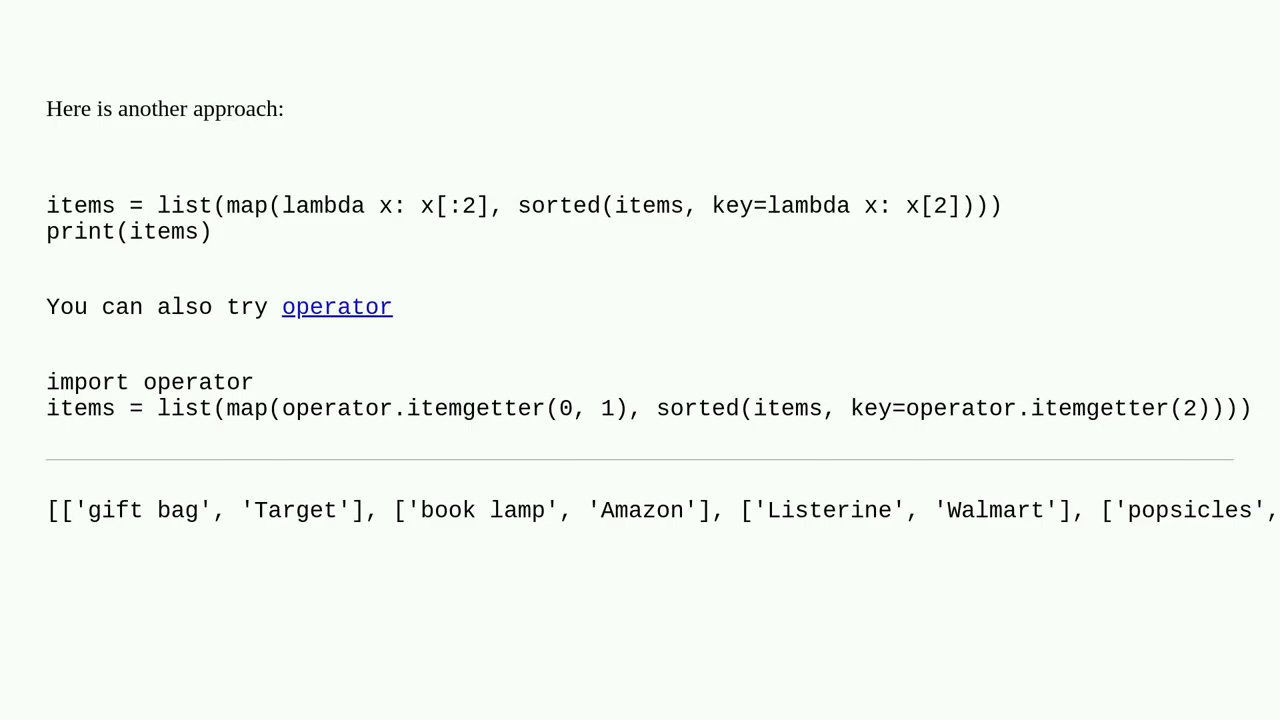 Here is another approach:
items = list(map(lambda x: x[:2], sorted(items, key=lambda x: x[2])))
print(items)
You can also try operator
import operator
items = list(map(operator.itemgetter(0, 1), sorted(items, key=operator.itemgetter(2))))
[['gift bag', 'Target'], ['book lamp', 'Amazon'], ['Listerine', 'Walmart'], ['popsicles',